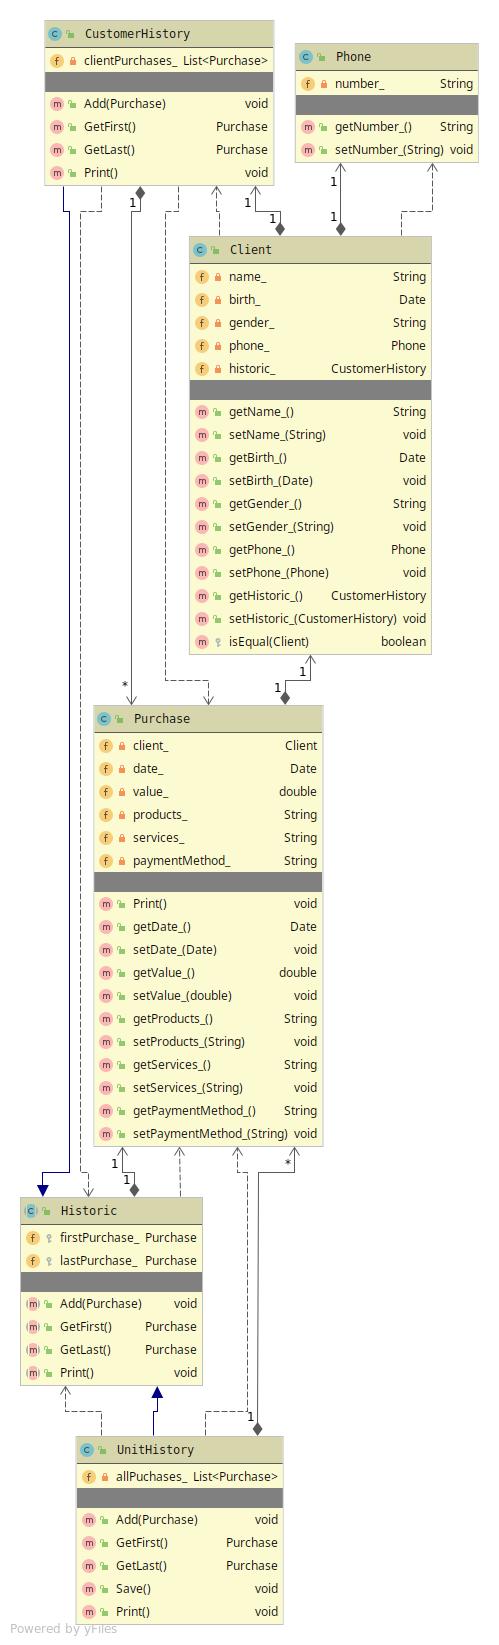 CustomerHistory
clientPurchases_ List<Purchase>
Add(Purchase) void
GetFirst() Purchase
GetLast() Purchase
Print() void
Phone
number_ String
getNumber_() String
setNumber_(String) void
1
1
1
1
1
Client
name_ String
birth_ Date
gender_ String
phone_ Phone
historic_ CustomerHistory
getName_() String
setName_(String) void
getBirth_() Date
setBirth_(Date) void
getGender_() String
setGender_(String) void
getPhone_() Phone
setPhone_(Phone) void
getHistoric_() CustomerHistory
setHistoric_(CustomerHistory) void
isEqual(Client) boolean
1
* 1
Purchase
client_ Client
date_ Date
value_ double
products_ String
services_ String
paymentMethod_ String
Print() void
getDate_() Date
setDate_(Date) void
getValue_() double
setValue_(double) void
getProducts_() String
setProducts_(String) void
getServices_() String
setServices_(String) void
getPaymentMethod_() String
setPaymentMethod_(String) void
1 *
1
Historic
firstPurchase_ Purchase
lastPurchase_ Purchase
Add(Purchase) void
GetFirst() Purchase
GetLast() Purchase
Print() void
1
UnitHistory
allPuchases_ List<Purchase>
Add(Purchase) void
GetFirst() Purchase
GetLast() Purchase
Save() void
Print() void
Powered by yFiles